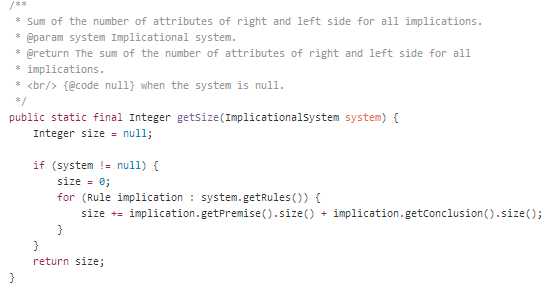 /**
 * Sum of the number of attributes of right and left side for all implications.
 * @param system Implicational system.
 * @return The sum of the number of attributes of right and left side for all
 * implications.
 * <br/> {@code null} when the system is null.
 */
public static final Integer getSize(ImplicationalSystem system) {
    Integer size = null;

    if (system != null) {
        size = 0;
        for (Rule implication : system.getRules()) {
            size += implication.getPremise().size() + implication.getConclusion().size();
        }
    }
    return size;
}